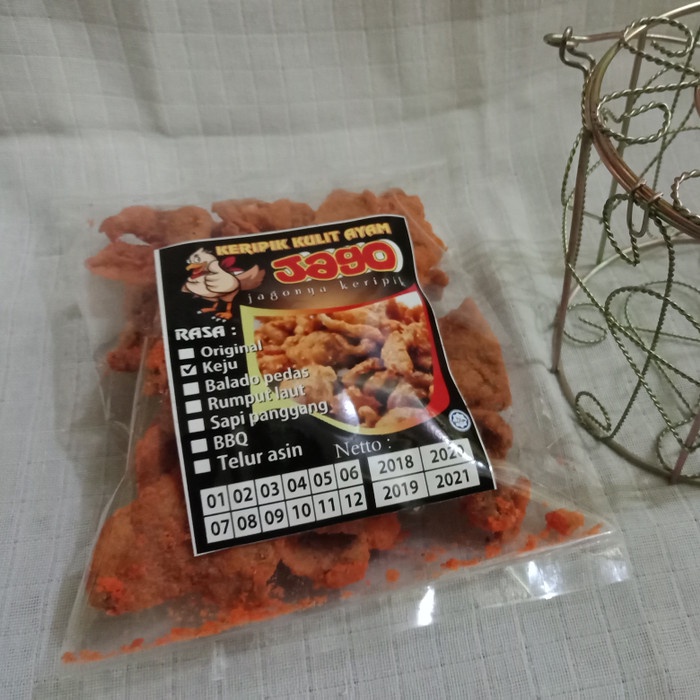 KERIPIK KULIT AYAM
Jago
jagonya keripik
RASA :
Original
Keju
Balado pedas
Rumput laut
Sapi panggang
BBQ
Telur asin
Netto :
01 02 03 04 05 06 2018 2020
07 08 09 10 11 12 2019 2021